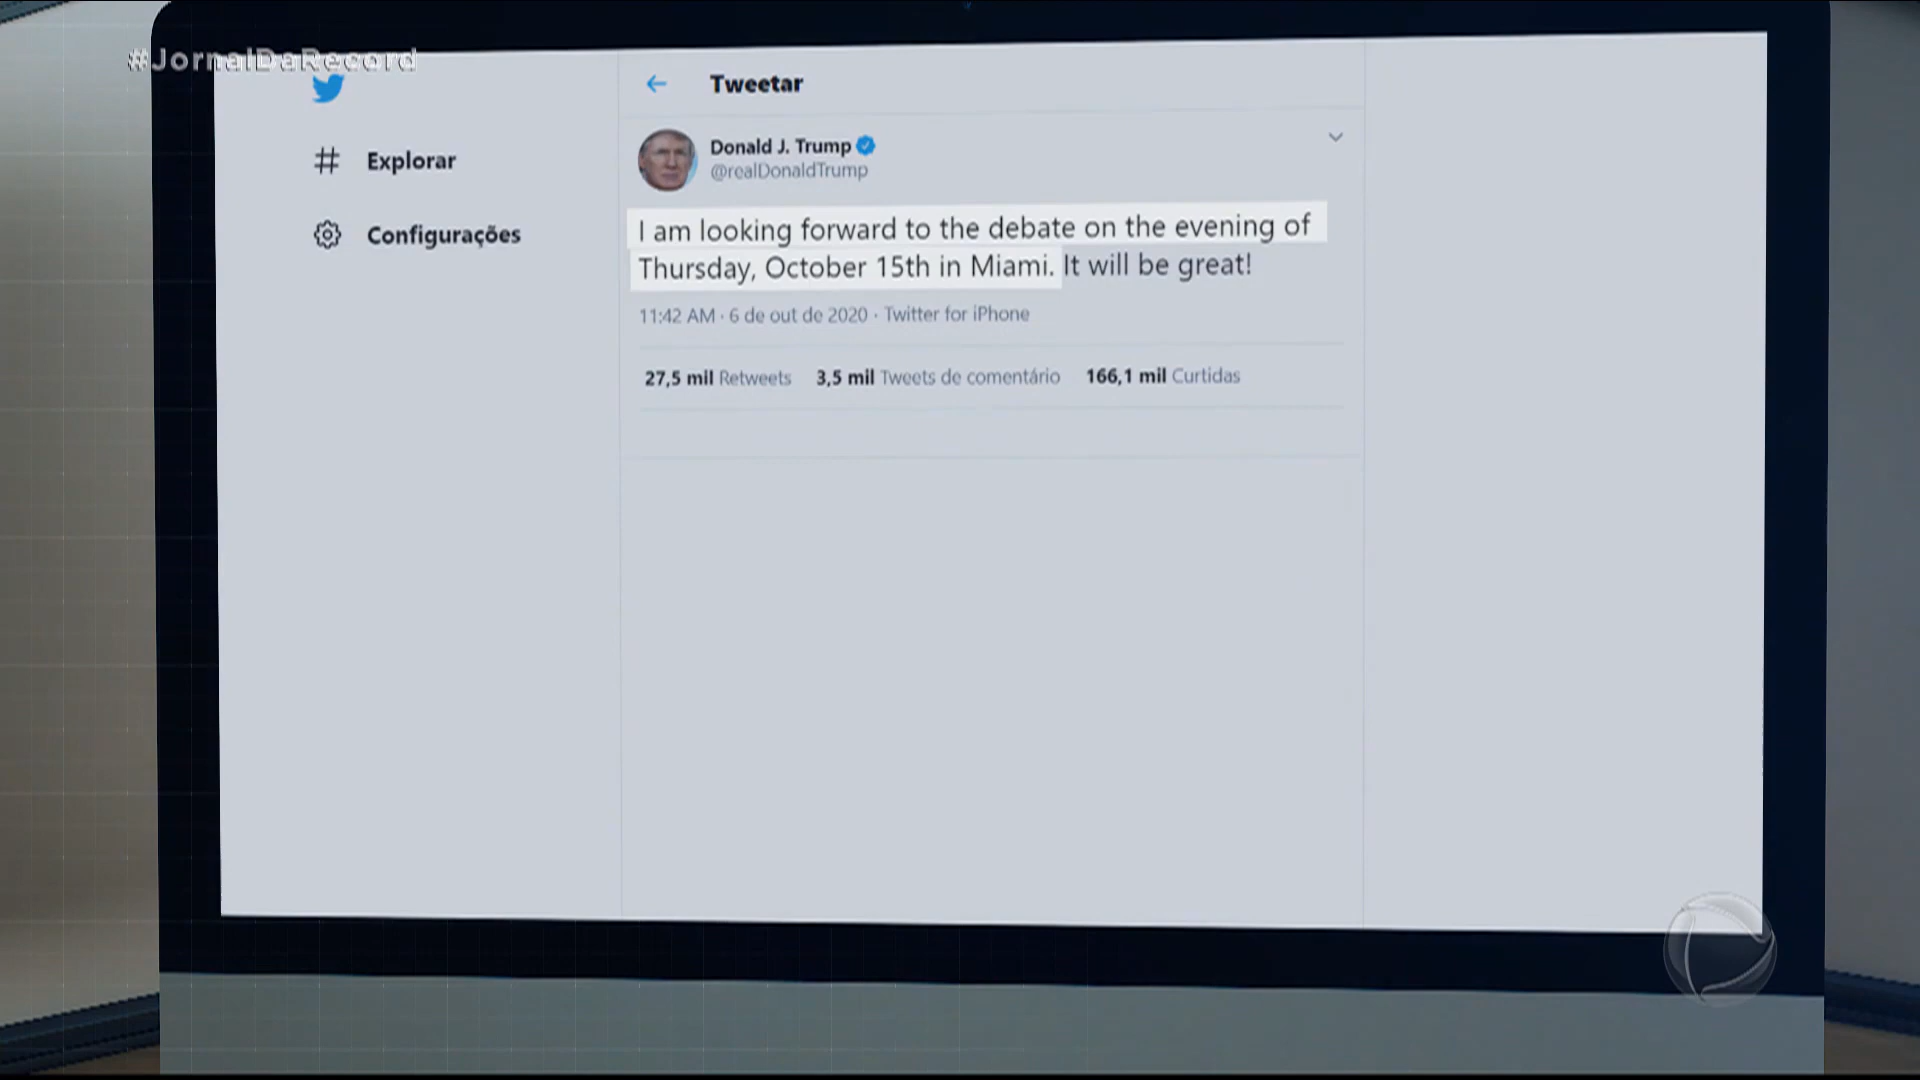 #JornalDaRecord
Tweetar
Explorar
Configurações
Donald J. Trump
@realDonaldTrump
I am looking forward to the debate on the evening of
Thursday, October 15th in Miami. It will be great!
11:42 AM · 6 de out de 2020 · Twitter for iPhone
27,5 mil Retweets 3,5 mil Tweets de comentário 166,1 mil Curtidas